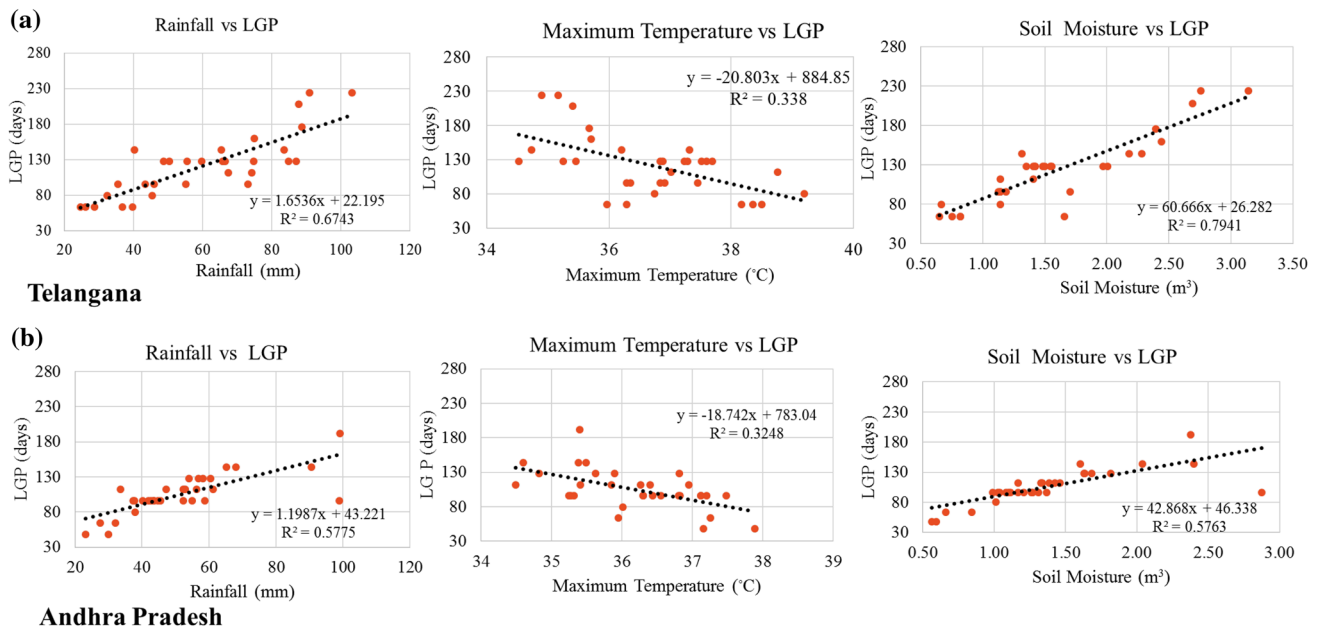 (a)
Rainfall vs LGP
280
230
180
130
80
30
LGP (days)
y = 1.6536x + 22.195
R² = 0.6743
20 40 60 80 100 120
Rainfall (mm)
Maximum Temperature vs LGP
280
230
180
130
80
30
LGP (days)
y = -20.803x + 884.85
R² = 0.338
34 36 38 40
Maximum Temperature (°C)
Soil Moisture vs LGP
280
230
180
130
80
30
LGP (days)
y = 60.666x + 26.282
R² = 0.7941
0.50 1.00 1.50 2.00 2.50 3.00 3.50
Soil Moisture (m³)
Telangana
(b)
Rainfall vs LGP
280
230
180
130
80
30
LGP (days)
y = 1.1987x + 43.221
R² = 0.5775
20 40 60 80 100 120
Rainfall (mm)
Maximum Temperature vs LGP
280
230
180
130
80
30
LG P (days)
y = -18.742x + 783.04
R² = 0.3248
34 35 36 37 38 39
Maximum Temperature (°C)
Soil Moisture vs LGP
280
230
180
130
80
30
LGP (days)
y = 42.868x + 46.338
R² = 0.5763
0.50 1.00 1.50 2.00 2.50 3.00
Soil Moisture (m³)
Andhra Pradesh